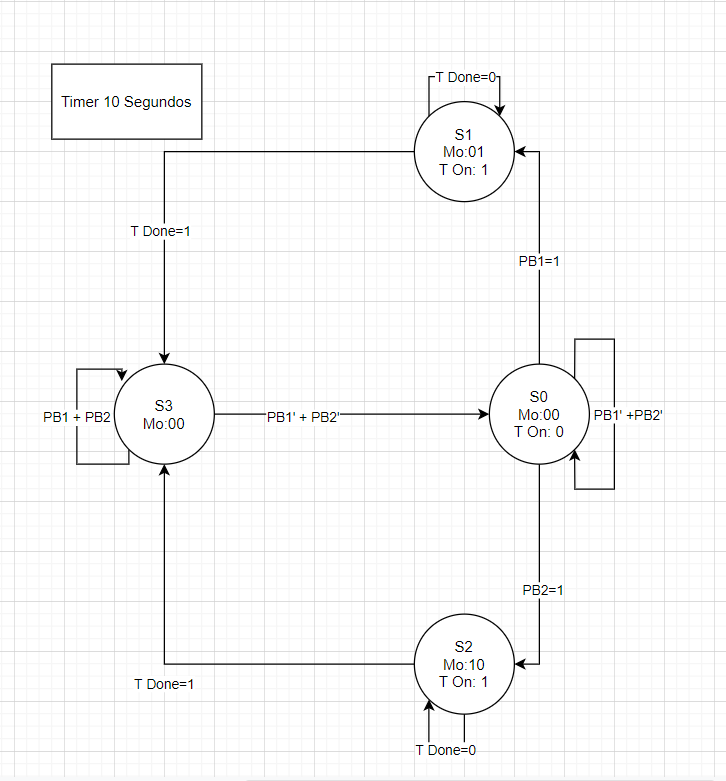 T Done=0
Timer 10 Segundos
S1
Mo:01
T On: 1
T Done=1
PB1=1
S3
Mo:00
PB1 + PB2
PB1' + PB2'
S0
Mo:00
T On: 0
PB1' +PB2'
PB2=1
S2
Mo:10
T On: 1
T Done=1
T Done=0